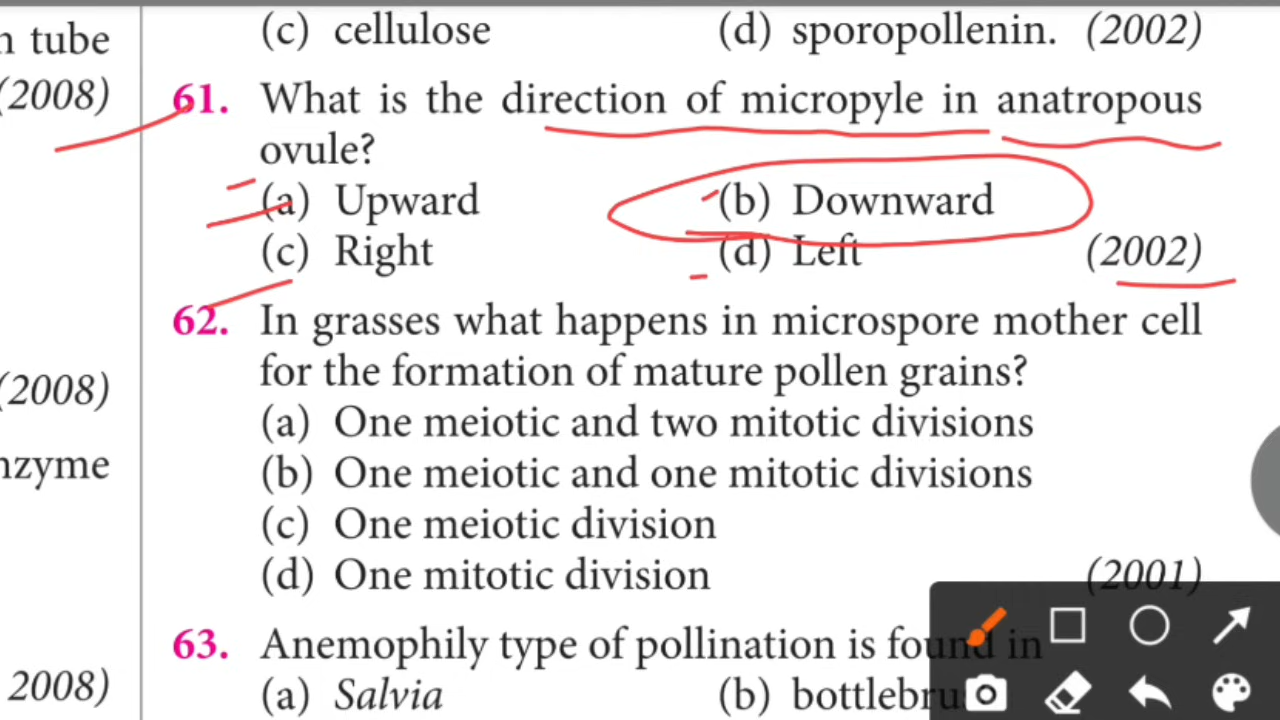 (c) cellulose (d) sporopollenin. (2002)
n tube
(2008)
61. What is the direction of micropyle in anatropous
ovule?
(a) Upward (b) Downward
(c) Right (d) Left (2002)
62. In grasses what happens in microspore mother cell
for the formation of mature pollen grains?
(2008)
(a) One meiotic and two mitotic divisions
nzyme
(b) One meiotic and one mitotic divisions
(c) One meiotic division
(d) One mitotic division (2001)
63. Anemophily type of pollination is found in
2008)
(a) Salvia (b) bottlebru